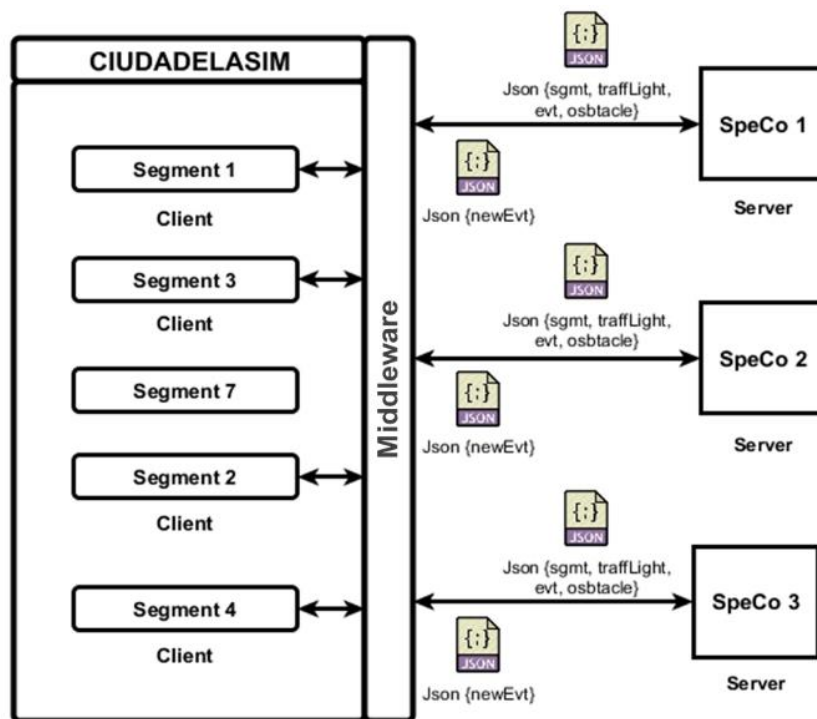 CIUDADELASIM
Segment 1
Client
Segment 3
Client
Segment 7
Segment 2
Client
Segment 4
Client
Middleware
{;}
JSON
Json {sgmt, traffLight,
evt, osbtacle}
{;}
JSON
Json {newEvt}
SpeCo 1
Server
{;}
JSON
Json {sgmt, traffLight,
evt, osbtacle}
{;}
JSON
Json {newEvt}
SpeCo 2
Server
{;}
JSON
Json {sgmt, traffLight,
evt, osbtacle}
{;}
JSON
Json {newEvt}
SpeCo 3
Server